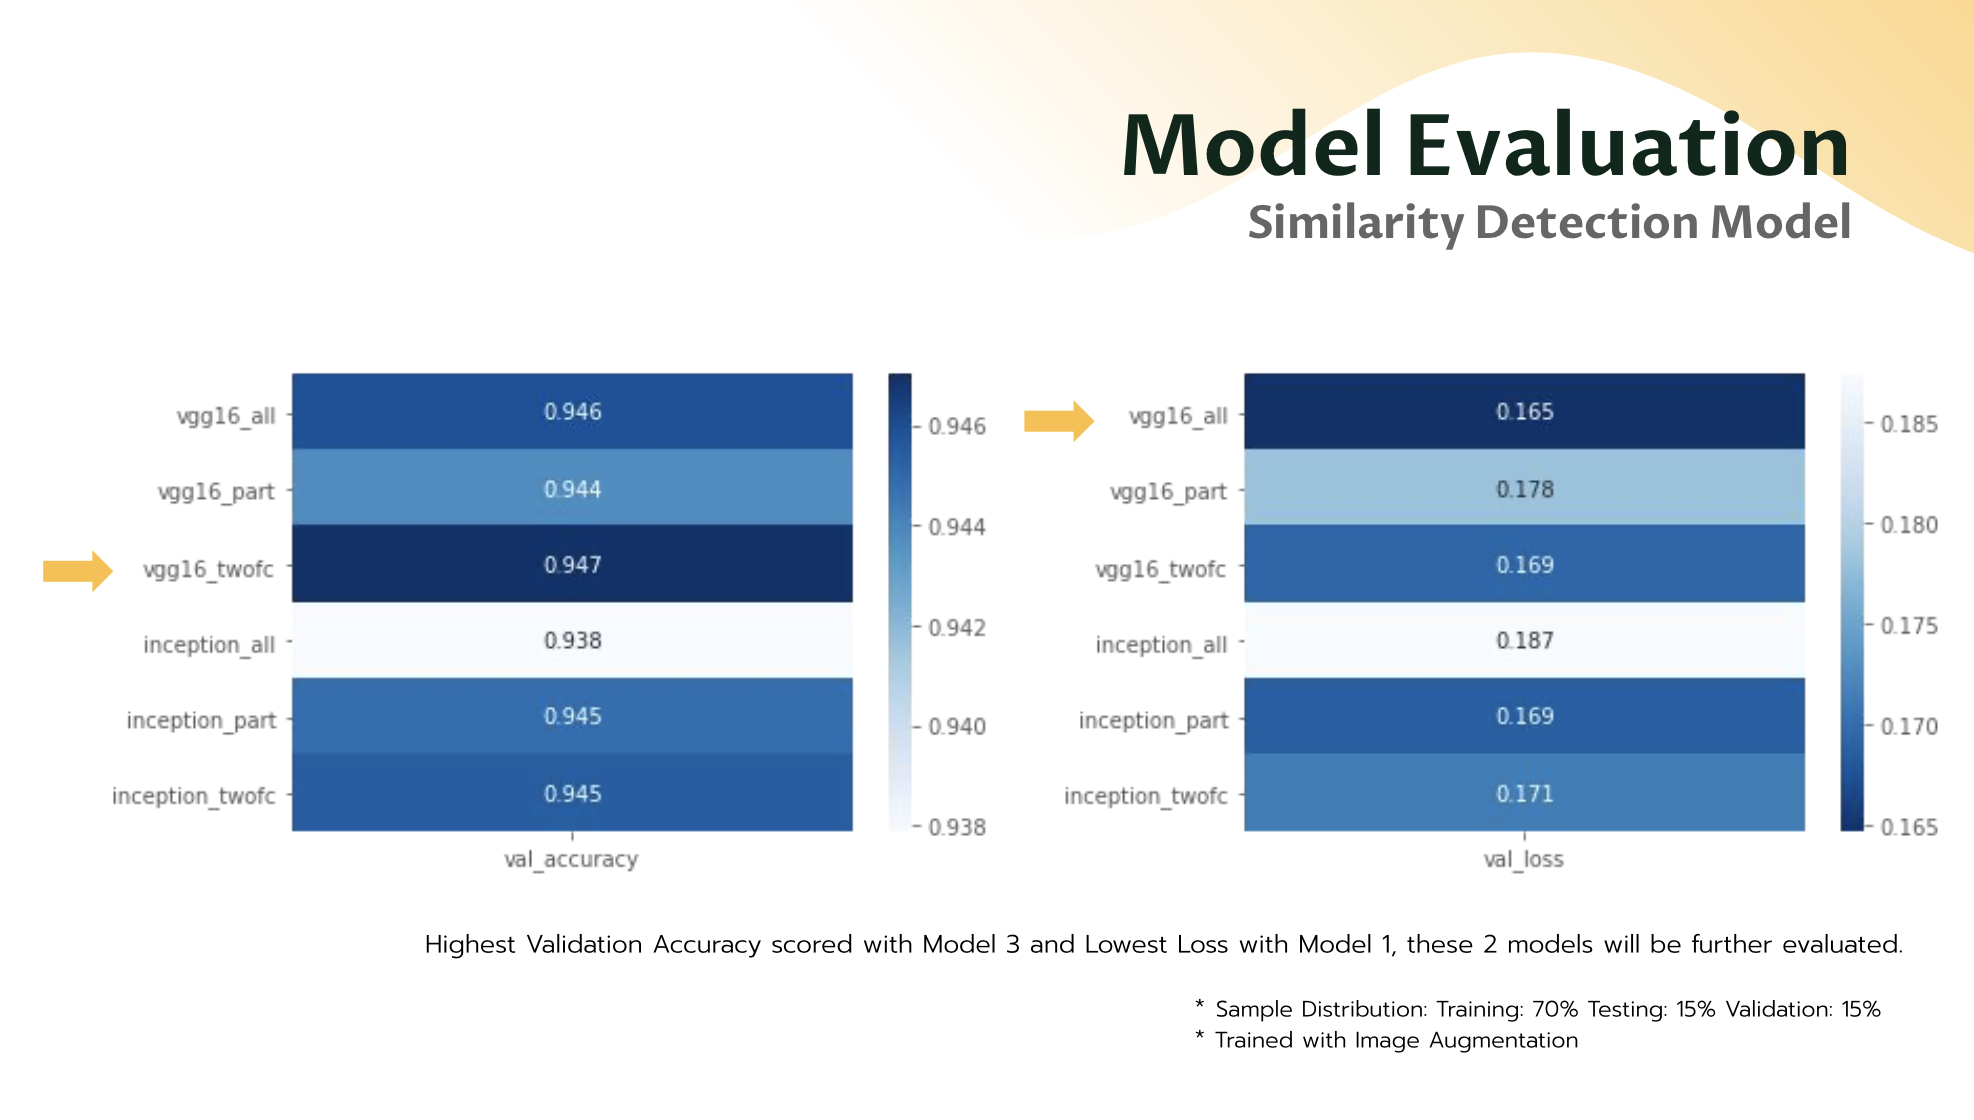 Model Evaluation
Similarity Detection Model
vgg16_all
0.946
vgg16_part
0.944
vgg16_twofc
0.947
inception_all
0.938
inception_part
0.945
inception_twofc
0.945
val_accuracy
0.946
0.944
0.942
0.940
0.938
vgg16_all
0.165
vgg16_part
0.178
vgg16_twofc
0.169
inception_all
0.187
inception_part
0.169
inception_twofc
0.171
val_loss
0.185
0.180
0.175
0.170
0.165
Highest Validation Accuracy scored with Model 3 and Lowest Loss with Model 1, these 2 models will be further evaluated.
* Sample Distribution: Training: 70% Testing: 15% Validation: 15%
* Trained with Image Augmentation